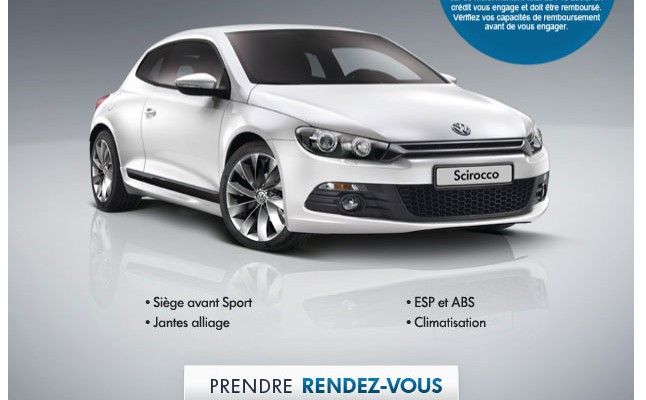 crédit vous engage et doit être remboursé.
Vérifiez vos capacités de remboursement
avant de vous engager.
Scirocco
• Siège avant Sport
• Jantes alliage
• ESP et ABS
• Climatisation
PRENDRE RENDEZ-VOUS